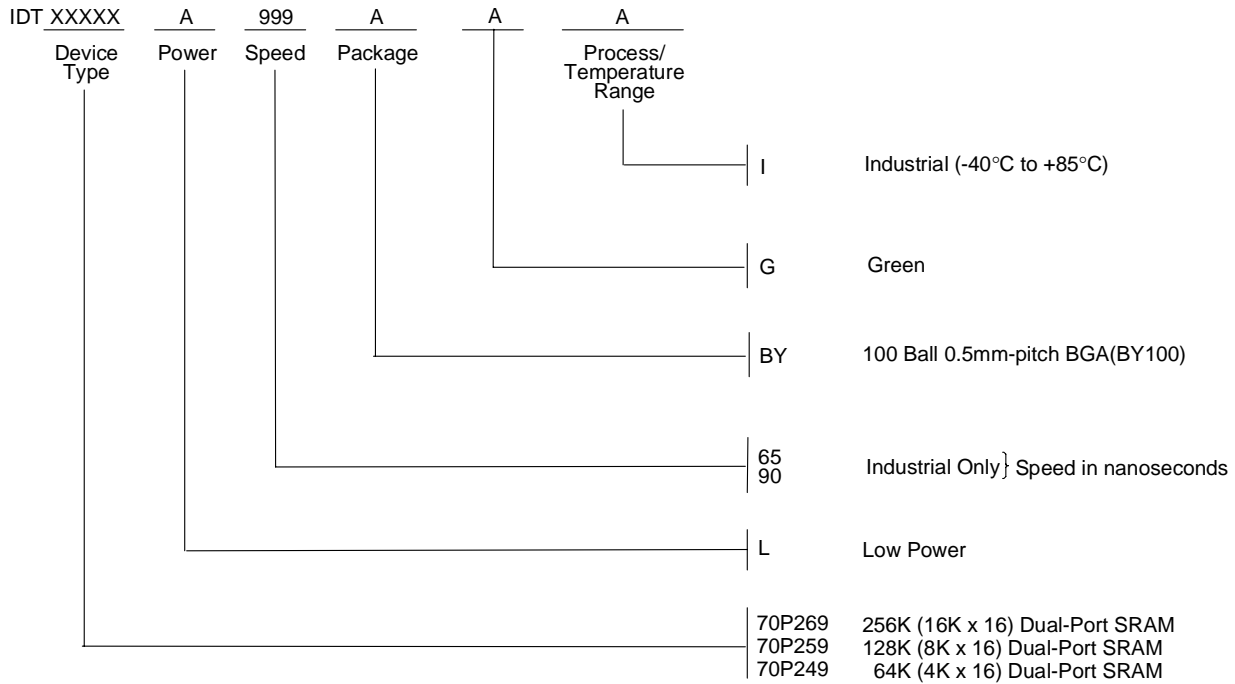 IDT XXXXX A 999 A A A
Device Type Power Speed Package Process/ Temperature Range
I Industrial (-40°C to +85°C)
G Green
BY 100 Ball 0.5mm-pitch BGA(BY100)
65
90 Industrial Only } Speed in nanoseconds
L Low Power
70P269 256K (16K x 16) Dual-Port SRAM
70P259 128K (8K x 16) Dual-Port SRAM
70P249 64K (4K x 16) Dual-Port SRAM